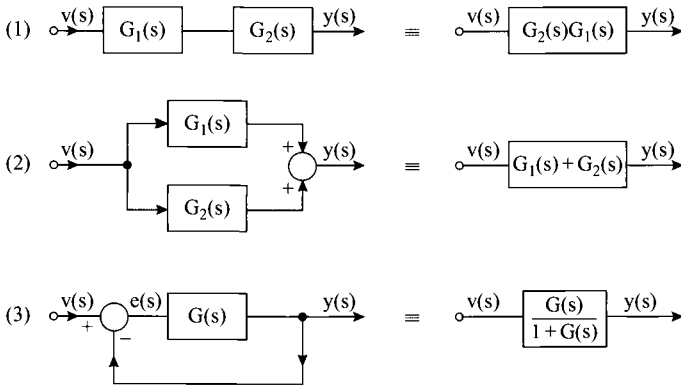 (1) v(s) G₁(s) G₂(s) y(s) ≡ v(s) G₂(s)G₁(s) y(s)
(2) v(s) G₁(s) + y(s) ≡ v(s) G₁(s) + G₂(s) y(s)
G₂(s) +
(3) v(s) + − e(s) G(s) y(s) ≡ v(s) G(s) y(s)
1 + G(s)